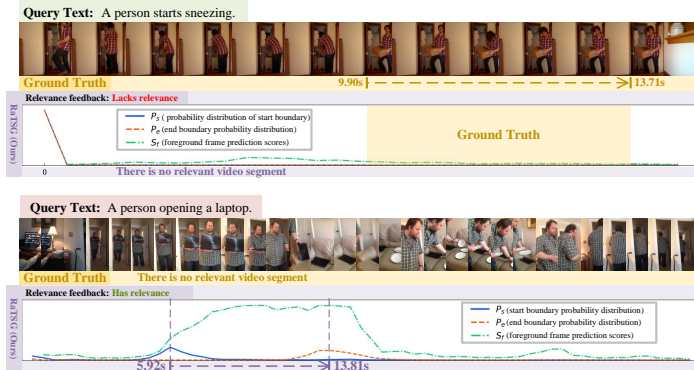 Query Text: A person starts sneezing.
Ground Truth
9.90s
13.71s
Relevance feedback: Lacks relevance
RaTSG (Ours)
Ps ( probability distribution of start boundary)
Pe (end boundary probability distribution)
Sf (foreground frame prediction scores)
Ground Truth
0
There is no relevant video segment
Query Text: A person opening a laptop.
Ground Truth
There is no relevant video segment
Relevance feedback: Has relevance
RaTSG (Ours)
Ps (start boundary probability distribution)
Pe (end boundary probability distribution)
Sf (foreground frame prediction scores)
5.92s
13.81s